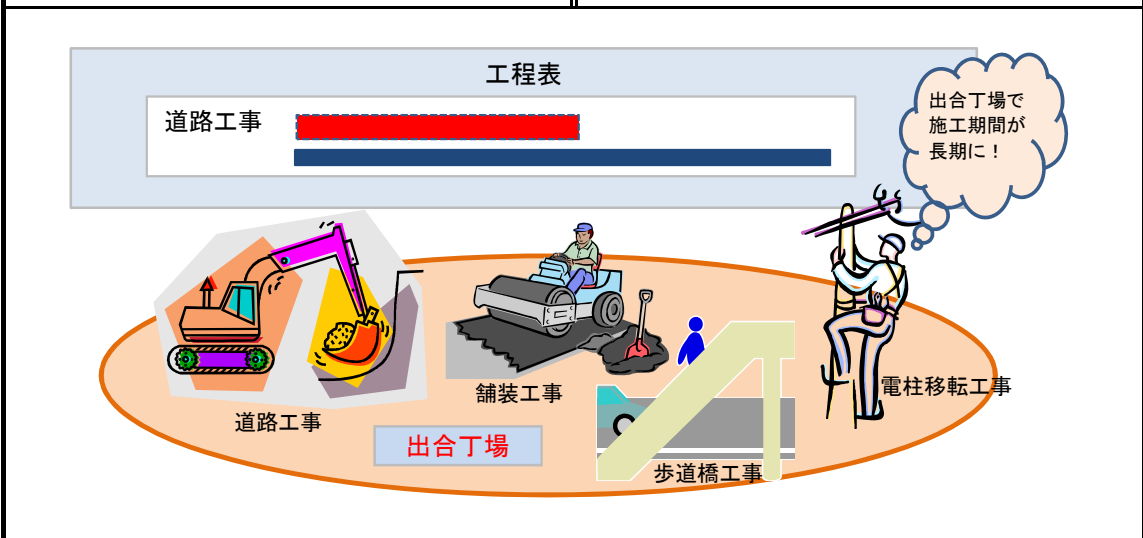 工程表
道路工事
出合丁場で
施工期間が
長期に!
舗装工事
電柱移転工事
道路工事
出合丁場
歩道橋工事